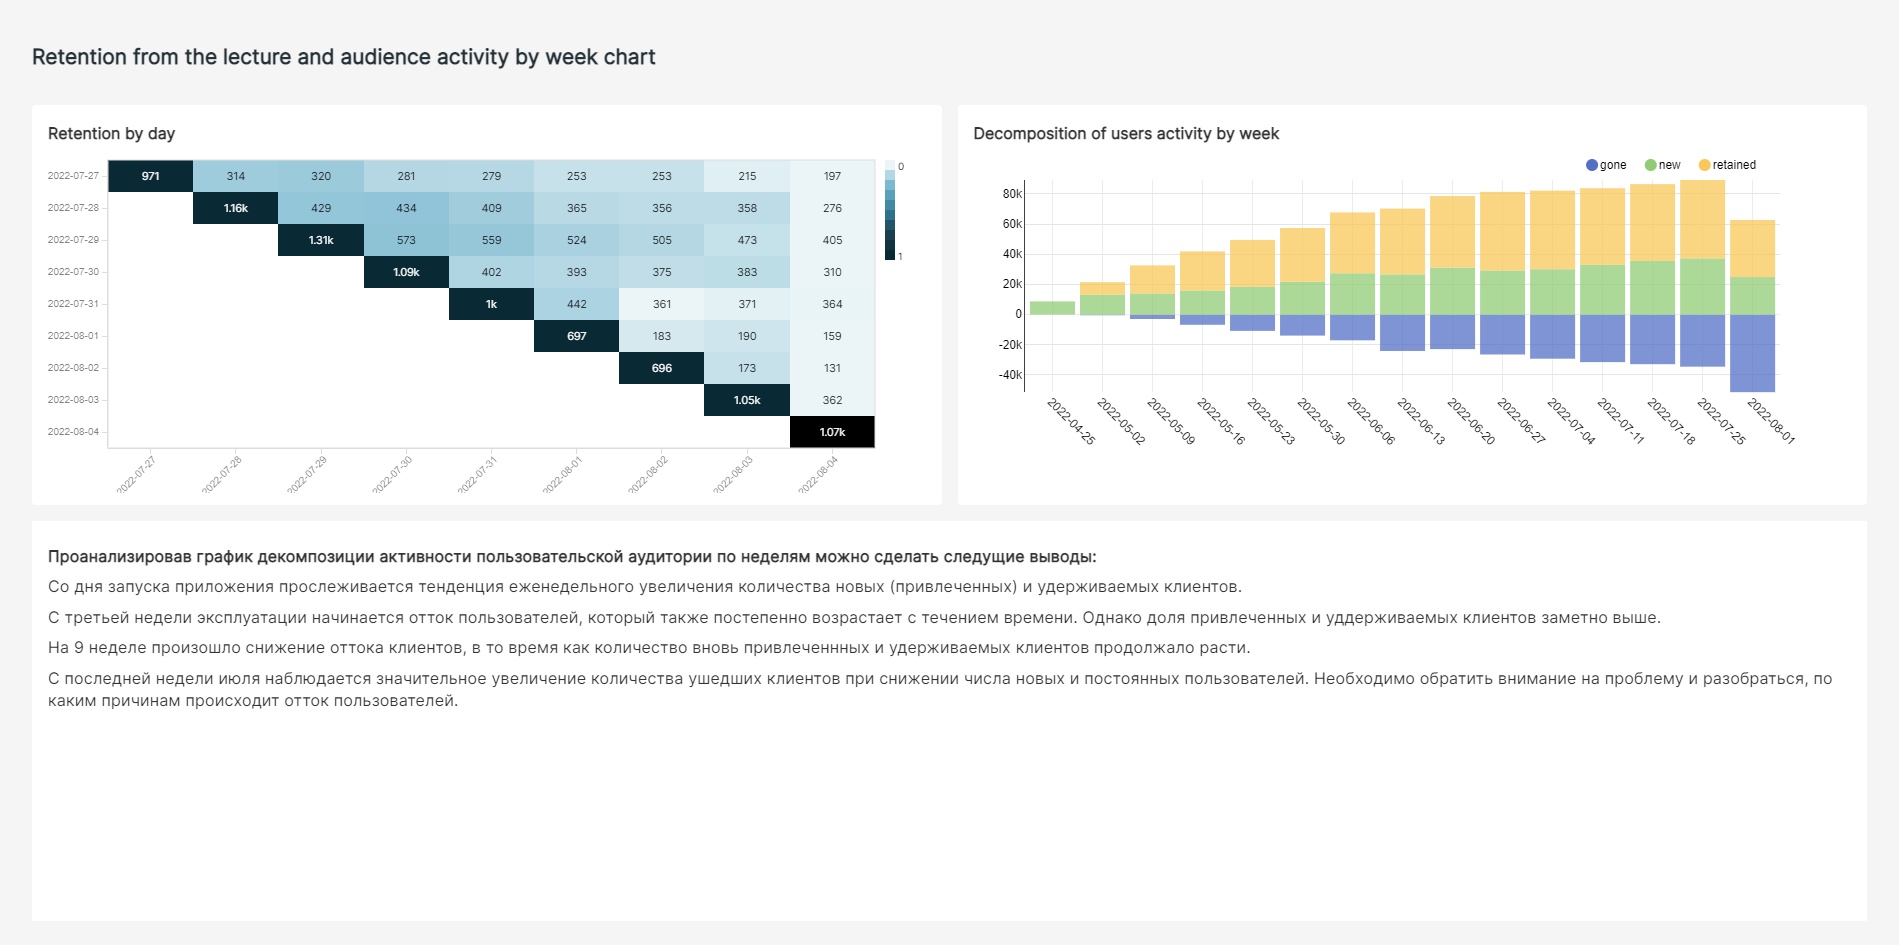 Retention from the lecture and audience activity by week chart
Retention by day
2022-07-27 971 314 320 281 279 253 253 215 197
2022-07-28 1.16k 429 434 409 365 356 358 276
2022-07-29 1.31k 573 559 524 505 473 405
2022-07-30 1.09k 402 393 375 383 310
2022-07-31 1k 442 361 371 364
2022-08-01 697 183 190 159
2022-08-02 696 173 131
2022-08-03 1.05k 362
2022-08-04 1.07k
2022-07-27 2022-07-28 2022-07-29 2022-07-30 2022-07-31 2022-08-01 2022-08-02 2022-08-03 2022-08-04
0
1
Decomposition of users activity by week
gone new retained
80k
60k
40k
20k
0
-20k
-40k
2022-04-25 2022-05-02 2022-05-09 2022-05-16 2022-05-23 2022-05-30 2022-06-06 2022-06-13 2022-06-20 2022-06-27 2022-07-04 2022-07-11 2022-07-18 2022-07-25 2022-08-01
Проанализировав график декомпозиции активности пользовательской аудитории по неделям можно сделать следущие выводы:
Со дня запуска приложения прослеживается тенденция еженедельного увеличения количества новых (привлеченных) и удерживаемых клиентов.
С третьей недели эксплуатации начинается отток пользователей, который также постепенно возрастает с течением времени. Однако доля привлеченных и уддерживаемых клиентов заметно выше.
На 9 неделе произошло снижение оттока клиентов, в то время как количество вновь привлеченнных и удерживаемых клиентов продолжало расти.
С последней недели июля наблюдается значительное увеличение количества ушедших клиентов при снижении числа новых и постоянных пользователей. Необходимо обратить внимание на проблему и разобраться, по
каким причинам происходит отток пользователей.